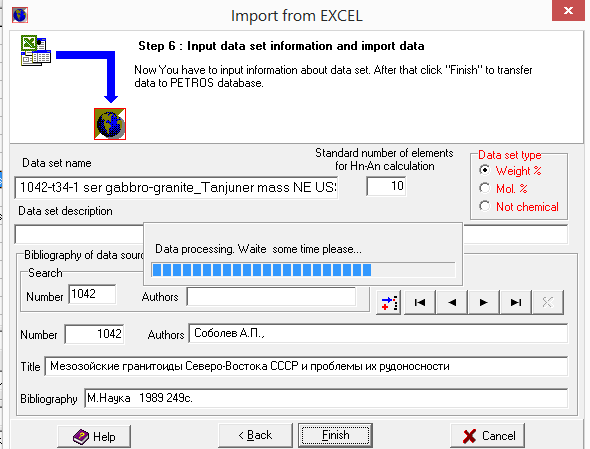 Import from EXCEL
Step 6 : Input data set information and import data
Now You have to input information about data set. After that click "Finish" to transfer
data to PETROS database.
Standard number of elements
for Hn-An calculation
10
Data set type
Weight %
Mol. %
Not chemical
Data set name
1042-t34-1 ser gabbro-granite_Tanjuner mass NE US
Data set description
Data processing. Waite some time please...
Bibliography of data sourc
Search
Number 1042 Authors
Number 1042 Authors Соболев А.П.,
Title Мезозойские гранитоиды Северо-Востока СССР и проблемы их рудоносности
Bibliography М.Наука 1989 249с.
Help < Back Finish Cancel